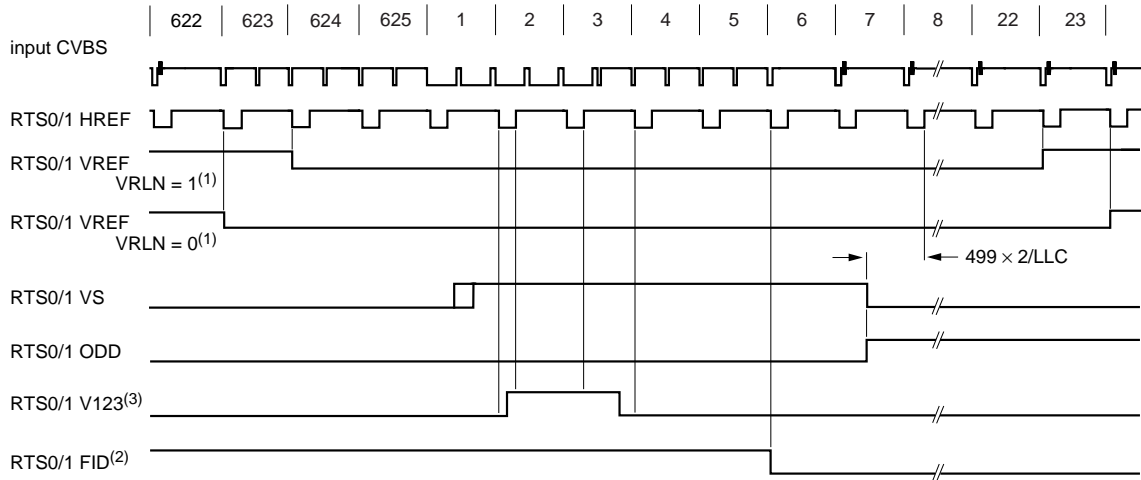 622 623 624 625 1 2 3 4 5 6 7 8 22 23
input CVBS
RTS0/1 HREF
RTS0/1 VREF
VRLN = 1(1)
RTS0/1 VREF
VRLN = 0(1)
499 × 2/LLC
RTS0/1 VS
RTS0/1 ODD
RTS0/1 V123(3)
RTS0/1 FID(2)